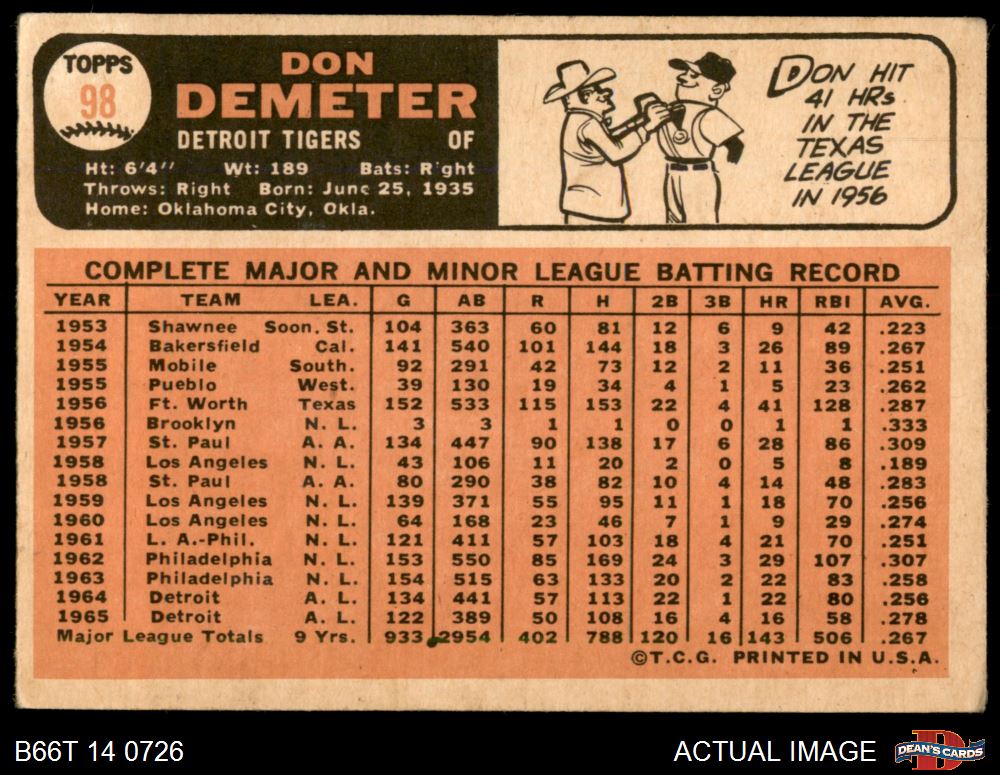 TOPPS
98
DON
DEMETER
DETROIT TIGERS OF
Ht: 6'4" Wt: 189 Bats: Right
Throws: Right Born: June 25, 1935
Home: Oklahoma City, Okla.
DON HIT
41 HRs
IN THE
TEXAS
LEAGUE
IN 1956
COMPLETE MAJOR AND MINOR LEAGUE BATTING RECORD
YEAR TEAM LEA. G AB R H 2B 3B HR RBI AVG.
1953 Shawnee Soon. St. 104 363 60 81 12 6 9 42 .223
1954 Bakersfield Cal. 141 540 101 144 18 3 26 89 .267
1955 Mobile South. 92 291 42 73 12 2 11 36 .251
1955 Pueblo West. 39 130 19 34 4 1 5 23 .262
1956 Ft. Worth Texas 152 533 115 153 22 4 41 128 .287
1956 Brooklyn N. L. 3 3 1 1 0 0 1 1 .333
1957 St. Paul A. A. 134 447 90 138 17 6 28 86 .309
1958 Los Angeles N. L. 43 106 11 20 2 0 5 8 .189
1958 St. Paul A. A. 80 290 38 82 10 4 14 48 .283
1959 Los Angeles N. L. 139 371 55 95 11 1 18 70 .256
1960 Los Angeles N. L. 64 168 23 46 7 1 9 29 .274
1961 L. A.-Phil. N. L. 121 411 57 103 18 4 21 70 .251
1962 Philadelphia N. L. 153 550 85 169 24 3 29 107 .307
1963 Philadelphia N. L. 154 515 63 133 20 2 22 83 .258
1964 Detroit A. L. 134 441 57 113 22 1 22 80 .256
1965 Detroit A. L. 122 389 50 108 16 4 16 58 .278
Major League Totals 9 Yrs. 933 2954 402 788 120 16 143 506 .267
©T.C.G. PRINTED IN U.S.A.
B66T 14 0726
ACTUAL IMAGE
DEAN'S CARDS